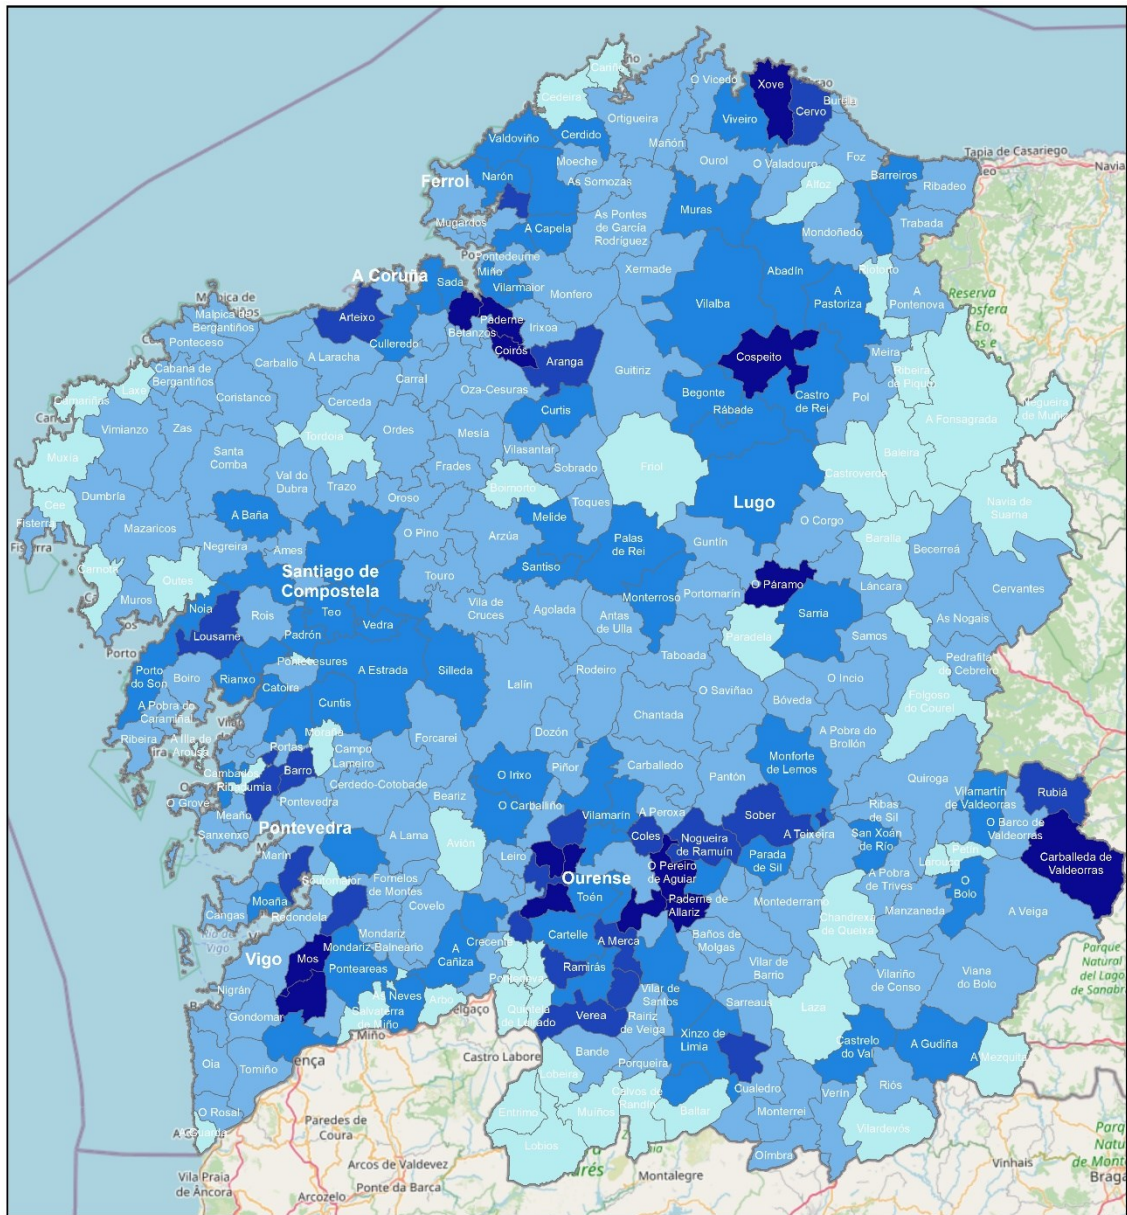 Cariño
Cedeira
O Vicedo
Xove
Burela
Cervo
Viveiro
Ortigueira
Valdoviño
Cerdido
Mañón
Moeche
Ourol
O Valadouro
Foz
Tapia de Casariego
Navia
Barreiros
Ribadeo
Ferrol
Narón
As Somozas
Alfoz
Trabada
Mugardos
A Capela
As Pontes
de García
Rodríguez
Muras
Mondoñedo
Pontedeume
Miño
Xermade
Abadín
Riotorto
A Coruña
Sada
Vilarmaior
Monfero
Vilalba
A
Pastoriza
A
Pontenova
Malpica de
Bergantiños
Arteixo
Paderne
Betanzos
Irixoa
Ponteceso
Culleredo
Coirós
Aranga
Cospeito
Meira
Ribeira
de Piquín
Cabana de
Bergantiños
Carballo
A Laracha
Carral
Guitiriz
Laxe
Coristanco
Oza-Cesuras
Begonte
Castro
de Rei
Pol
Negueira
de Muñiz
Camariñas
Cerceda
Curtis
Rábade
A Fonsagrada
Vimianzo
Zas
Tordoia
Ordes
Mesía
Muxía
Santa
Comba
Vilasantar
Frades
Sobrado
Friol
Castroverde
Baleira
Val do
Dubra
Trazo
Boimorto
Cee
Dumbría
Oroso
Toques
Lugo
Navia de
Suarna
Fisterra
Mazaricos
A Baña
Melide
O Corgo
Negreira
Ames
O Pino
Arzúa
Palas
de Rei
Guntín
Baralla
Becerreá
Carnota
Outes
Santiago de
Compostela
Touro
Santiso
O Páramo
Láncara
Cervantes
Muros
Noia
Rois
Teo
Vedra
Vila de
Cruces
Agolada
Monterroso
Portomarín
Sarria
Lousame
Padrón
Antas
de Ulla
Paradela
Samos
As Nogais
Porto
do Son
Boiro
Rianxo
Pontecesures
A Estrada
Silleda
Taboada
Pedrafita
do Cebreiro
Catoira
Lalín
Rodeiro
O Saviñao
O Incio
Folgoso
do Courel
A Pobra do
Caramiñal
Cuntis
Bóveda
Ribeira
A Illa de
Arousa
Moraña
Forcarei
Dozón
Chantada
A Pobra do
Brollón
Portas
Campo
Lameiro
Cambados
Barro
Ribadumia
O Irixo
Piñor
Carballedo
Monforte
de Lemos
Quiroga
O Grove
Meaño
Cerdedo-Cotobade
Pantón
Vilamartín
de Valdeorras
Rubiá
Pontevedra
Beariz
O Carballiño
Vilamarín
A Peroxa
Sober
Ribas
de Sil
O Barco de
Valdeorras
Sanxenxo
Pontevedra
A Lama
Coles
Nogueira
de Ramuín
A Teixeira
San Xoán
de Río
Marín
Avión
Leiro
Parada
de Sil
Petín
Larouco
Carballeda de
Valdeorras
Soutomaior
Fornelos
de Montes
Ourense
O Pereiro
de Aguiar
A Pobra
de Trives
O
Bolo
Moaña
Toén
Cangas
Redondela
Covelo
Paderne de
Allariz
Montederramo
Chandrexa
de Queixa
Manzaneda
A Veiga
Mondariz
Mondariz-Balneario
Crecente
Cartelle
A Merca
Baños de
Molgas
Vigo
Mos
Ponteareas
A
Cañiza
Ramirás
Vilar de
Barrio
Vilariño
de Conso
Viana
do Bolo
Nigrán
Pontedeva
Vilar de
Santos
As Neves
Arbo
Gondomar
Salvaterra
de Miño
Quintela
de Leirado
Verea
Rairiz
de Veiga
Sarreaus
Laza
Castro Labore
Xinzo de
Limia
Castrelo
do Val
A Gudiña
A Mezquita
Oia
Tomiño
Bande
Porqueira
Lobeira
Cualedro
Verín
Riós
O Rosal
Entrimo
Muíños
Calvos de
Randín
Baltar
Monterrei
Vilardevós
A Guarda
Paredes de
Coura
Lobios
Oímbra
Arcos de Valdevez
Montalegre
Vinhais
Vila Praia
de Âncora
Ponte da Barca
Arcozelo
Braga